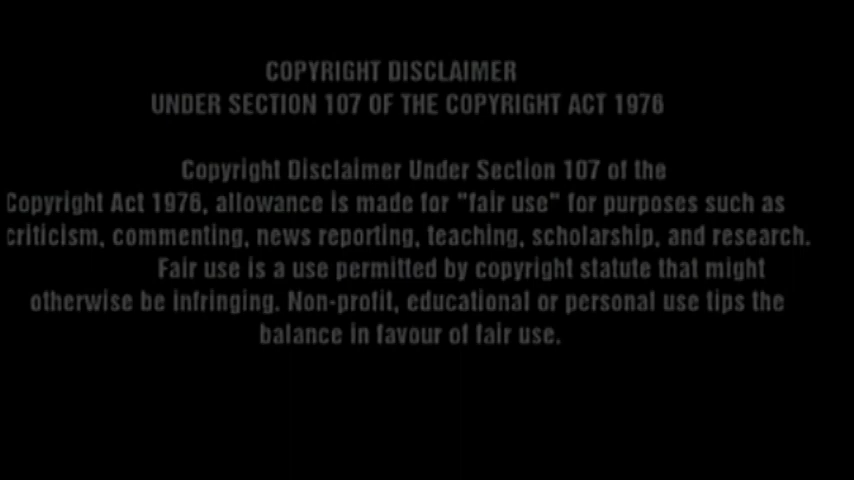 COPYRIGHT DISCLAIMER
UNDER SECTION 107 OF THE COPYRIGHT ACT 1976
Copyright Disclaimer Under Section 107 of the
Copyright Act 1976, allowance is made for "fair use" for purposes such as
criticism, commenting, news reporting, teaching, scholarship, and research.
Fair use is a use permitted by copyright statute that might
otherwise be infringing. Non-profit, educational or personal use tips the
balance in favour of fair use.